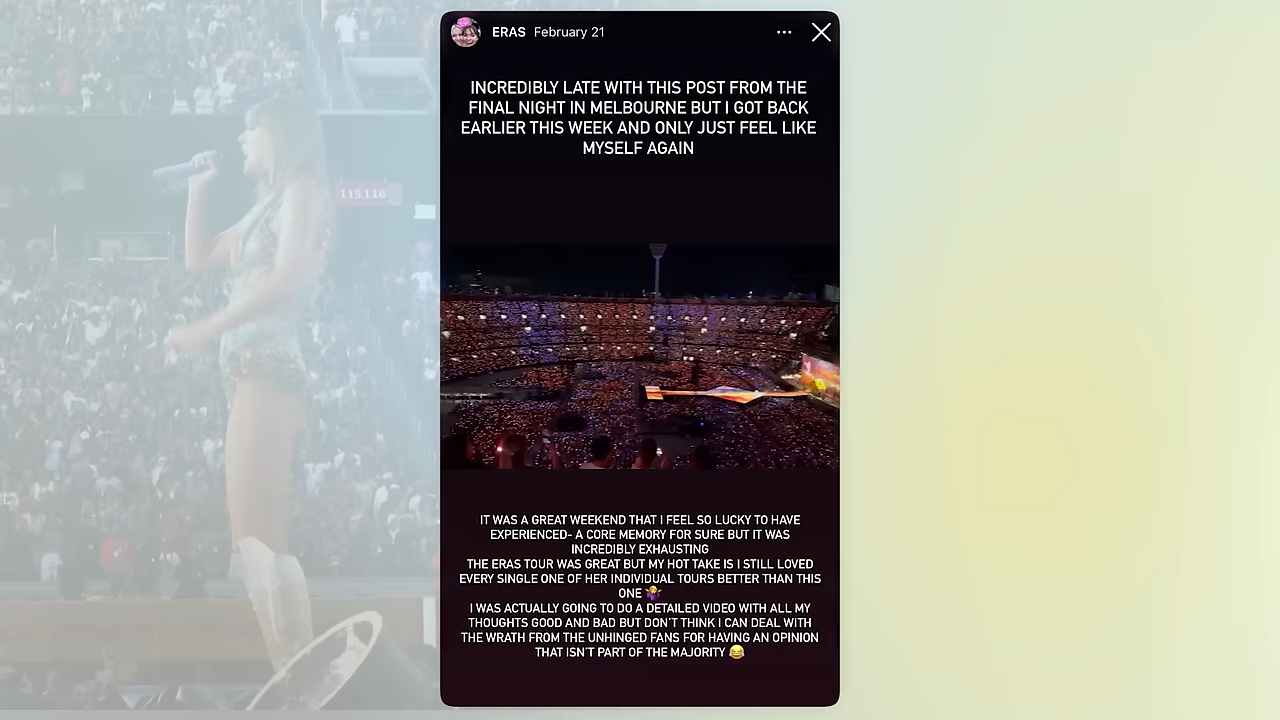 ERAS February 21
INCREDIBLY LATE WITH THIS POST FROM THE
FINAL NIGHT IN MELBOURNE BUT I GOT BACK
EARLIER THIS WEEK AND ONLY JUST FEEL LIKE
MYSELF AGAIN
115 116
IT WAS A GREAT WEEKEND THAT I FEEL SO LUCKY TO HAVE
EXPERIENCED- A CORE MEMORY FOR SURE BUT IT WAS
INCREDIBLY EXHAUSTING
THE ERAS TOUR WAS GREAT BUT MY HOT TAKE IS I STILL LOVED
EVERY SINGLE ONE OF HER INDIVIDUAL TOURS BETTER THAN THIS
ONE 🤷‍♀️
I WAS ACTUALLY GOING TO DO A DETAILED VIDEO WITH ALL MY
THOUGHTS GOOD AND BAD BUT DON'T THINK I CAN DEAL WITH
THE WRATH FROM THE UNHINGED FANS FOR HAVING AN OPINION
THAT ISN'T PART OF THE MAJORITY 😂